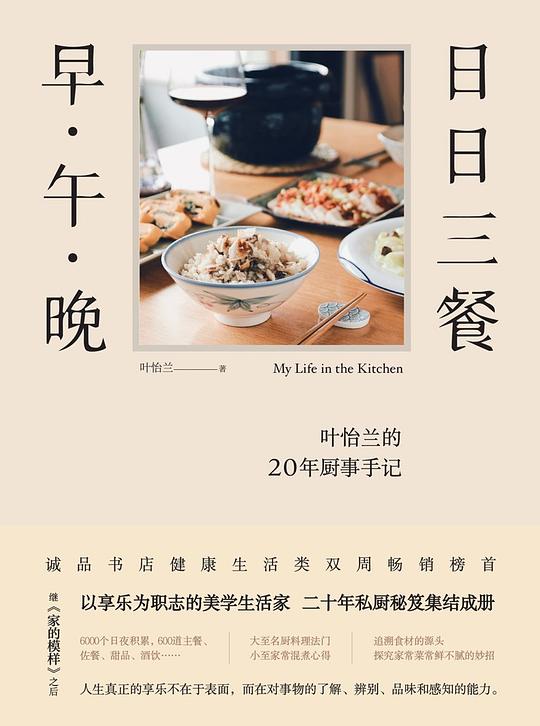 日日三餐
早·午·晚
叶怡兰——著
My Life in the Kitchen
叶怡兰的
20年厨事手记
诚品书店健康生活类双周畅销榜首
继《家的模样》之后
以享乐为职志的美学生活家 二十年私厨秘笈集结成册
6000个日夜积累，600道主餐、
佐餐、甜品、酒饮……
大至名厨料理法门
小至家常混煮心得
追溯食材的源头
探究家常菜常鲜不腻的妙招
人生真正的享乐不在于表面，而在对事物的了解、辨别、品味和感知的能力。